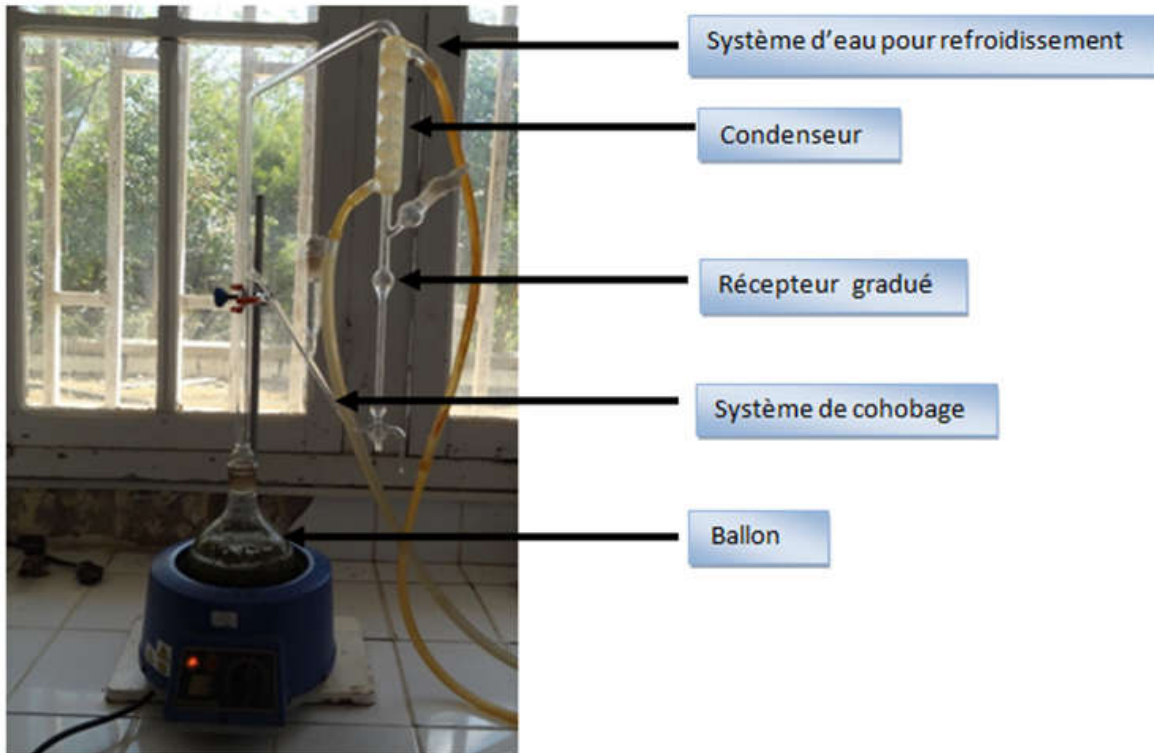 Système d’eau pour refroidissement
Condenseur
Récepteur gradué
Système de cohobage
Ballon